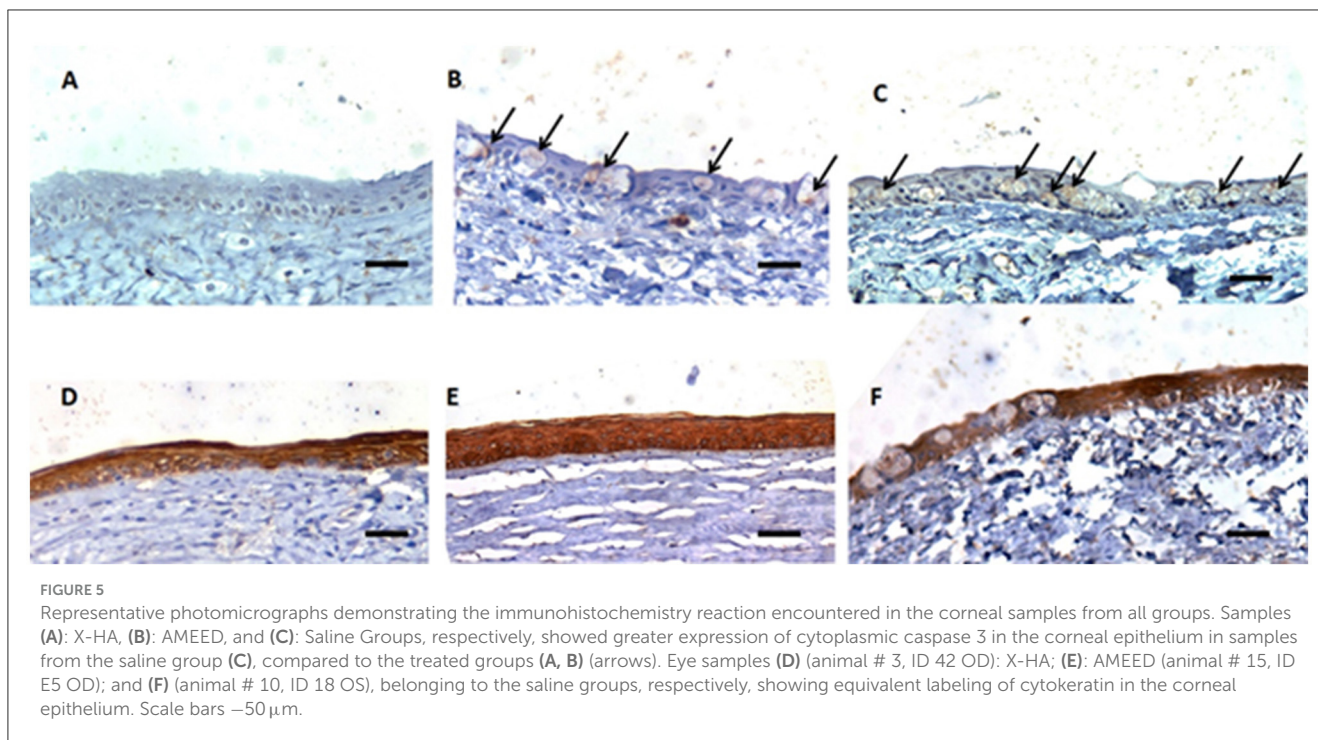 A
B
C
D
E
F
FIGURE 5
Representative photomicrographs demonstrating the immunohistochemistry reaction encountered in the corneal samples from all groups. Samples
(A): X-HA, (B): AMEED, and (C): Saline Groups, respectively, showed greater expression of cytoplasmic caspase 3 in the corneal epithelium in samples
from the saline group (C), compared to the treated groups (A, B) (arrows). Eye samples (D) (animal # 3, ID 42 OD): X-HA; (E): AMEED (animal # 15, ID
E5 OD); and (F) (animal # 10, ID 18 OS), belonging to the saline groups, respectively, showing equivalent labeling of cytokeratin in the corneal
epithelium. Scale bars −50 μm.